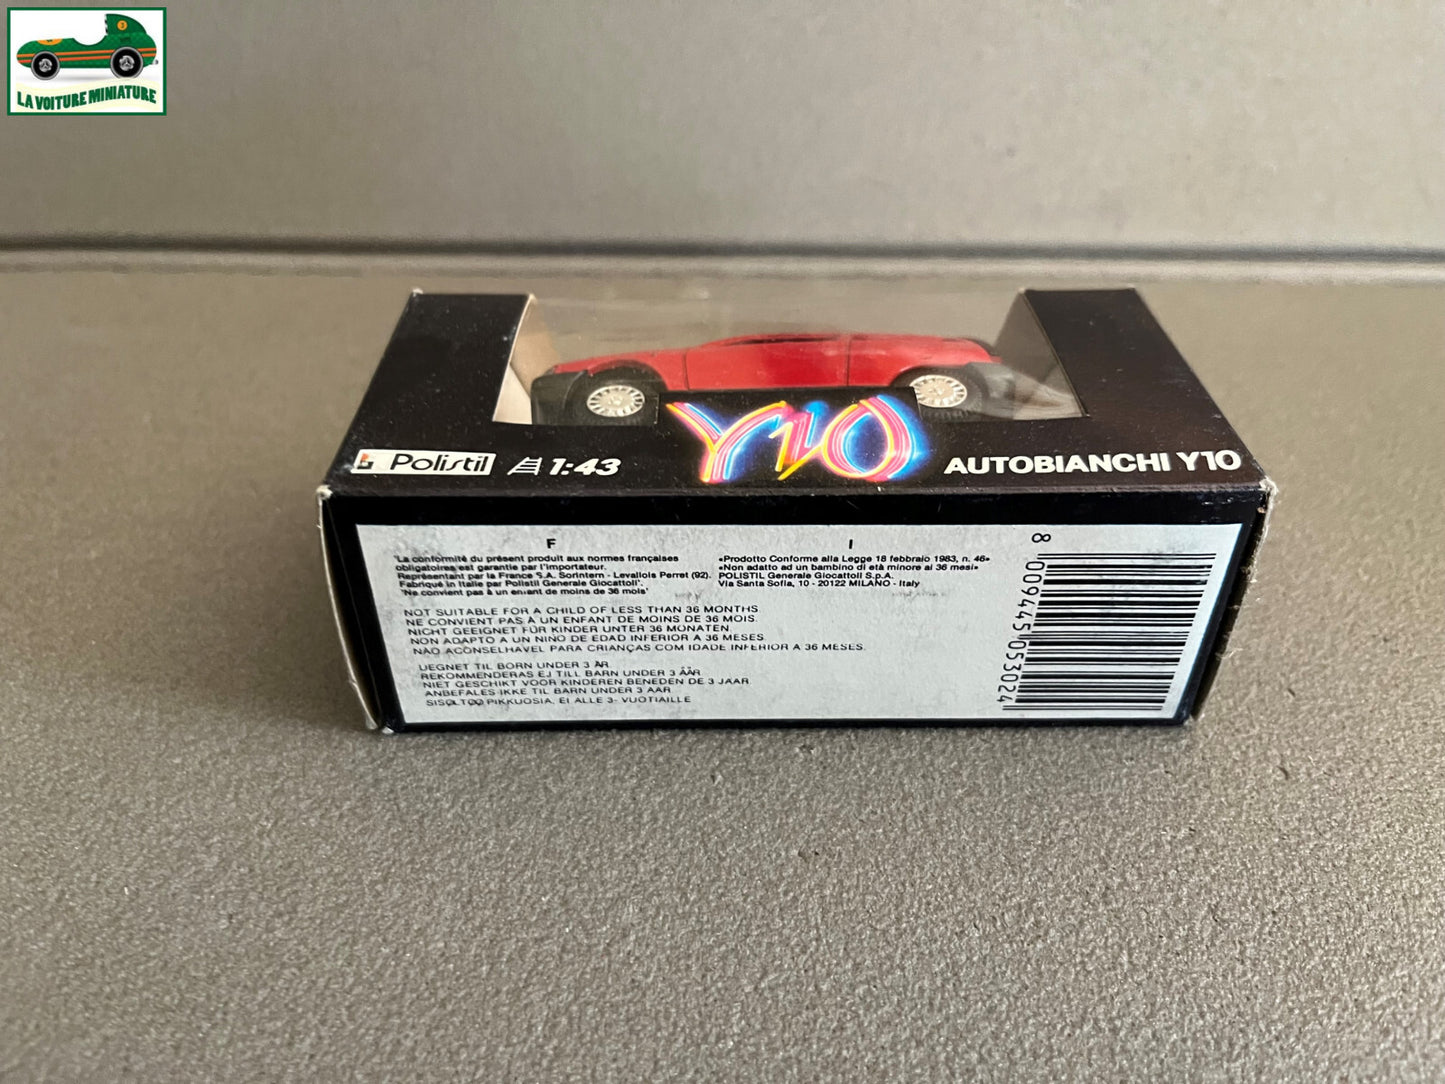 3
LA VOITURE MINIATURE
Polistil 1:43
Y10
AUTOBIANCHI Y10
F
"La conformité du présent produit aux normes françaises
obligatoires est garantie par l'importateur.
Représentant par la France S.A. Sorintern - Levallois Perret (92).
Fabriqué in Italie par Polistil Generale Giocattoli".
"Ne convient pas à un enfant de moins de 36 mois"
I
«Prodotto Conforme alla Legge 18 febbraio 1983, n. 46»
«Non adatto ad un bambino di età minore ai 36 mesi»
POLISTIL Generale Giocattoli S.p.A.
Via Santa Sofia, 10 - 20122 MILANO - Italy
NOT SUITABLE FOR A CHILD OF LESS THAN 36 MONTHS.
NE CONVIENT PAS À UN ENFANT DE MOINS DE 36 MOIS.
NICHT GEEIGNET FÜR KINDER UNTER 36 MONATEN.
NON ADAPTO A UN NINO DE EDAD INFERIOR A 36 MESES.
NÃO ACONSELHAVEL PARA CRIANÇAS COM IDADE INFERIOR A 36 MESES.
UEGNET TIL BORN UNDER 3 ÅR.
REKOMMENDERAS EJ TILL BARN UNDER 3 ÅÅR
NIET GESCHIKT VOOR KINDEREN BENEDEN DE 3 JAAR.
ANBEFALES IKKE TIL BARN UNDER 3 AAR
PIKKUOSIA, EI ALLE 3- VUOTIAILLE
8 009445 053024